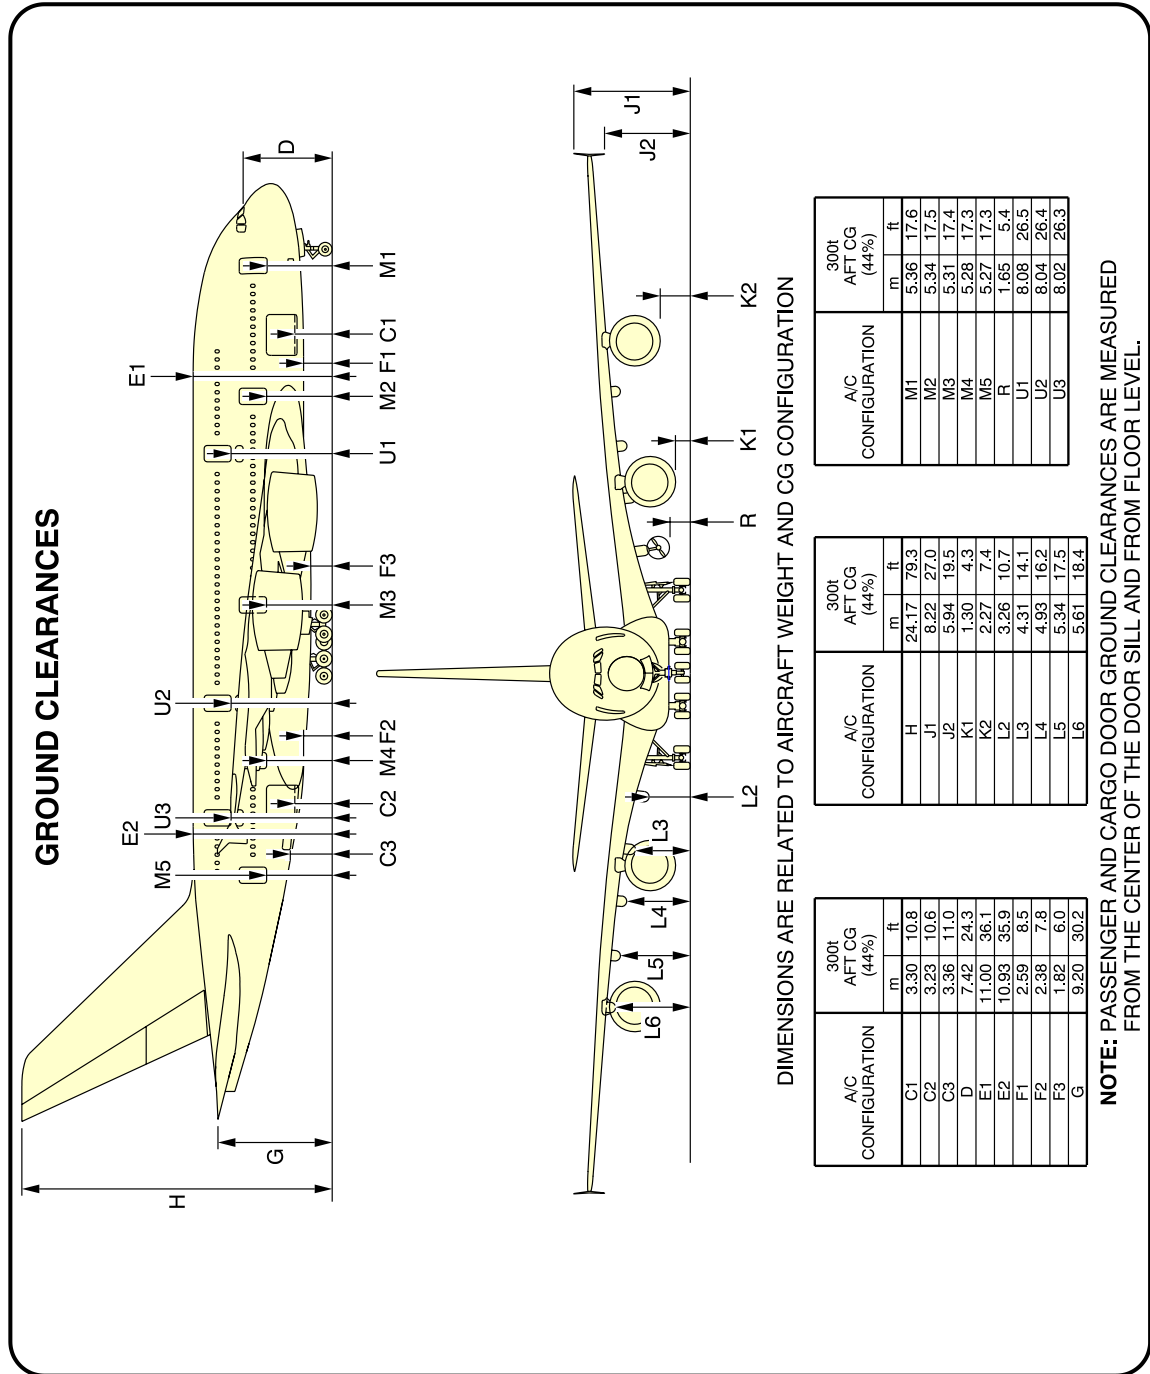 GROUND CLEARANCES
H
G
M5
E2
U3
U2
U1
E1
D
C3
C2
M4
F2
M3
F3
M2
F1
C1
M1
J1
J2
L6
L5
L4
L3
L2
R
K1
K2
DIMENSIONS ARE RELATED TO AIRCRAFT WEIGHT AND CG CONFIGURATION
A/C CONFIGURATION 300t AFT CG (44%)
m ft
C1 3.30 10.8
C2 3.23 10.6
C3 3.36 11.0
D 7.42 24.3
E1 11.00 36.1
E2 10.93 35.9
F1 2.59 8.5
F2 2.38 7.8
F3 1.82 6.0
G 9.20 30.2
A/C CONFIGURATION 300t AFT CG (44%)
m ft
H 24.17 79.3
J1 8.22 27.0
J2 5.94 19.5
K1 1.30 4.3
K2 2.27 7.4
L2 3.26 10.7
L3 4.31 14.1
L4 4.93 16.2
L5 5.34 17.5
L6 5.61 18.4
A/C CONFIGURATION 300t AFT CG (44%)
m ft
M1 5.36 17.6
M2 5.34 17.5
M3 5.31 17.4
M4 5.28 17.3
M5 5.27 17.3
R 1.65 5.4
U1 8.08 26.5
U2 8.04 26.4
U3 8.02 26.3
NOTE: PASSENGER AND CARGO DOOR GROUND CLEARANCES ARE MEASURED
FROM THE CENTER OF THE DOOR SILL AND FROM FLOOR LEVEL.